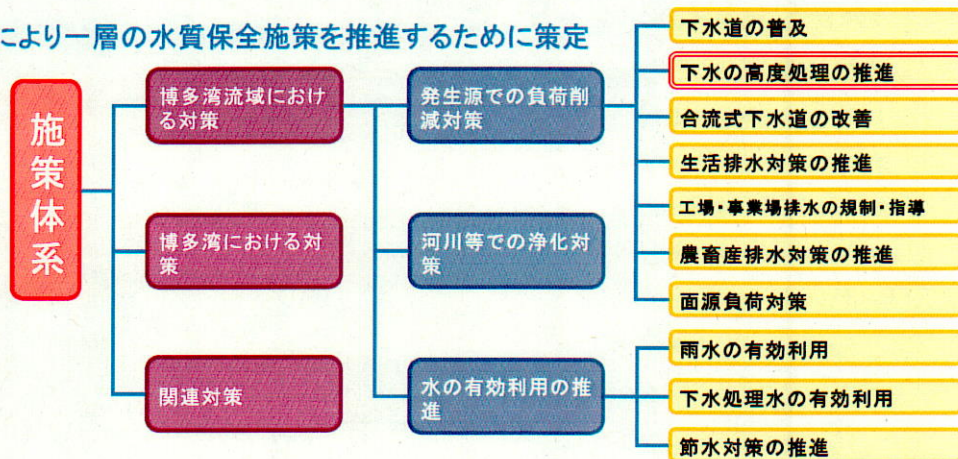 により一層の水質保全施策を推進するために策定
施策体系
博多湾流域におけ
る対策
博多湾における対
策
関連対策
発生源での負荷削
減対策
河川等での浄化対
策
水の有効利用の推
進
下水道の普及
下水の高度処理の推進
合流式下水道の改善
生活排水対策の推進
工場・事業場排水の規制・指導
農畜産排水対策の推進
面源負荷対策
雨水の有効利用
下水処理水の有効利用
節水対策の推進